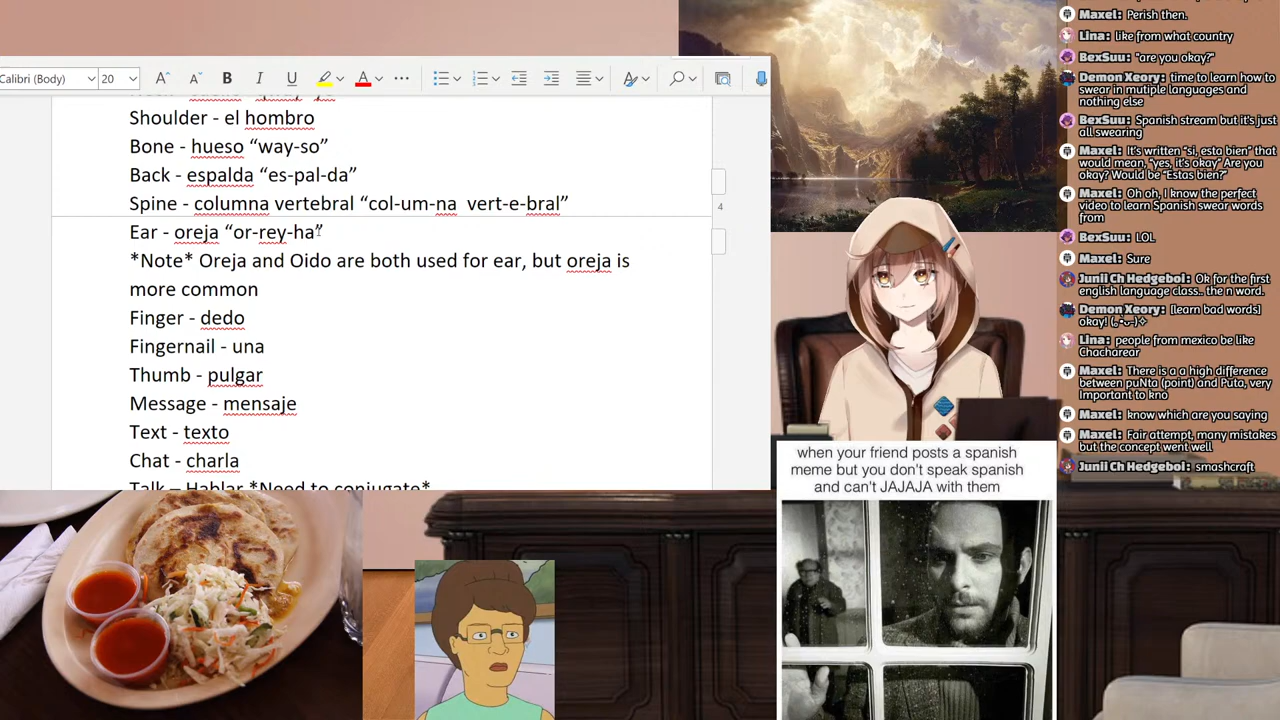 Calibri (Body)
20
B
I
U
A
Shoulder - el hombro
Bone - hueso “way-so”
Back - espalda “es-pal-da”
Spine - columna vertebral “col-um-na  vert-e-bral”
4
Ear - oreja “or-rey-ha”
*Note* Oreja and Oido are both used for ear, but oreja is
more common
Finger - dedo
Fingernail - una
Thumb - pulgar
Message - mensaje
Text - texto
Chat - charla
Talk – Hablar *Need to conjugate*
Maxel: Perish then.
Lina: like from what country
BexSuu: "are you okay?"
Demon Xeory: time to learn how to
swear in mutiple languages and
nothing else
BexSuu: Spanish stream but it's just
all swearing
Maxel: It's written "si, esta bien" that
would mean, "yes, it's okay" Are you
okay? Would be "Estas bien?"
Maxel: Oh oh, I know the perfect
video to learn Spanish swear words
from
BexSuu: LOL
Maxel: Sure
Junii Ch Hedgeboi: Ok for the first
english language class.. the n word.
Demon Xeory: [learn bad words]
okay!
Lina: people from mexico be like
Chacharear
Maxel: There is a a high difference
between puNta (point) and Puta, very
Important to kno
Maxel: know which are you saying
Maxel: Fair attempt, many mistakes
but the concept went well
Junii Ch Hedgeboi: smashcraft
when your friend posts a spanish
meme but you don't speak spanish
and can't JAJAJA with them